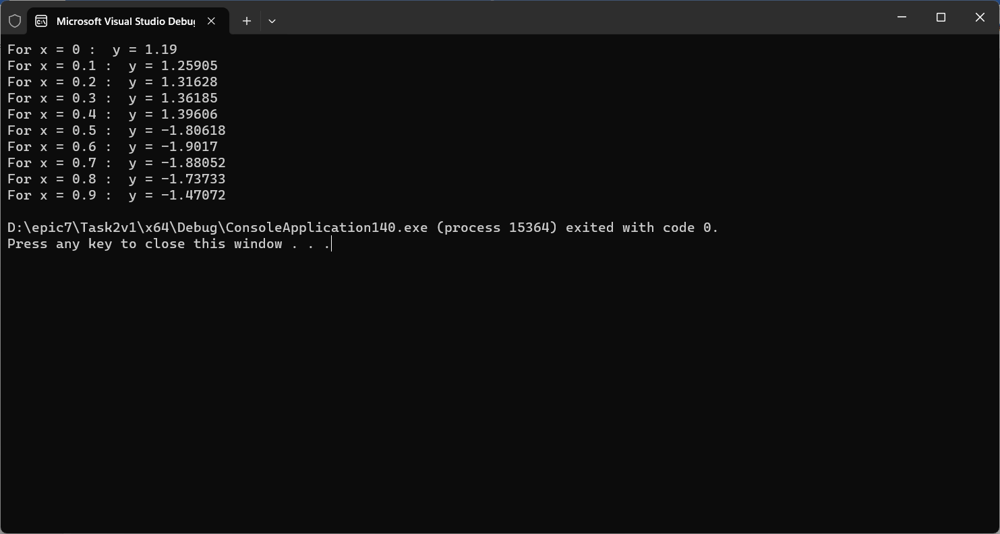 Microsoft Visual Studio Debu
For x = 0 :  y = 1.19
For x = 0.1 :  y = 1.25905
For x = 0.2 :  y = 1.31628
For x = 0.3 :  y = 1.36185
For x = 0.4 :  y = 1.39606
For x = 0.5 :  y = -1.80618
For x = 0.6 :  y = -1.9017
For x = 0.7 :  y = -1.88052
For x = 0.8 :  y = -1.73733
For x = 0.9 :  y = -1.47072
D:\epic7\Task2v1\x64\Debug\ConsoleApplication140.exe (process 15364) exited with code 0.
Press any key to close this window . . .